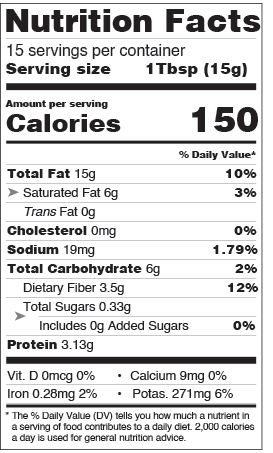 Nutrition Facts
15 servings per container
Serving size 1Tbsp (15g)
Amount per serving
Calories 150
% Daily Value*
Total Fat 15g 10%
➤ Saturated Fat 6g 3%
Trans Fat 0g
Cholesterol 0mg 0%
Sodium 19mg 1.79%
Total Carbohydrate 6g 2%
Dietary Fiber 3.5g 12%
➤ Total Sugars 0.33g
Includes 0g Added Sugars 0%
Protein 3.13g
Vit. D 0mcg 0% • Calcium 9mg 0%
Iron 0.28mg 2% • Potas. 271mg 6%
* The % Daily Value (DV) tells you how much a nutrient in
a serving of food contributes to a daily diet. 2,000 calories
a day is used for general nutrition advice.